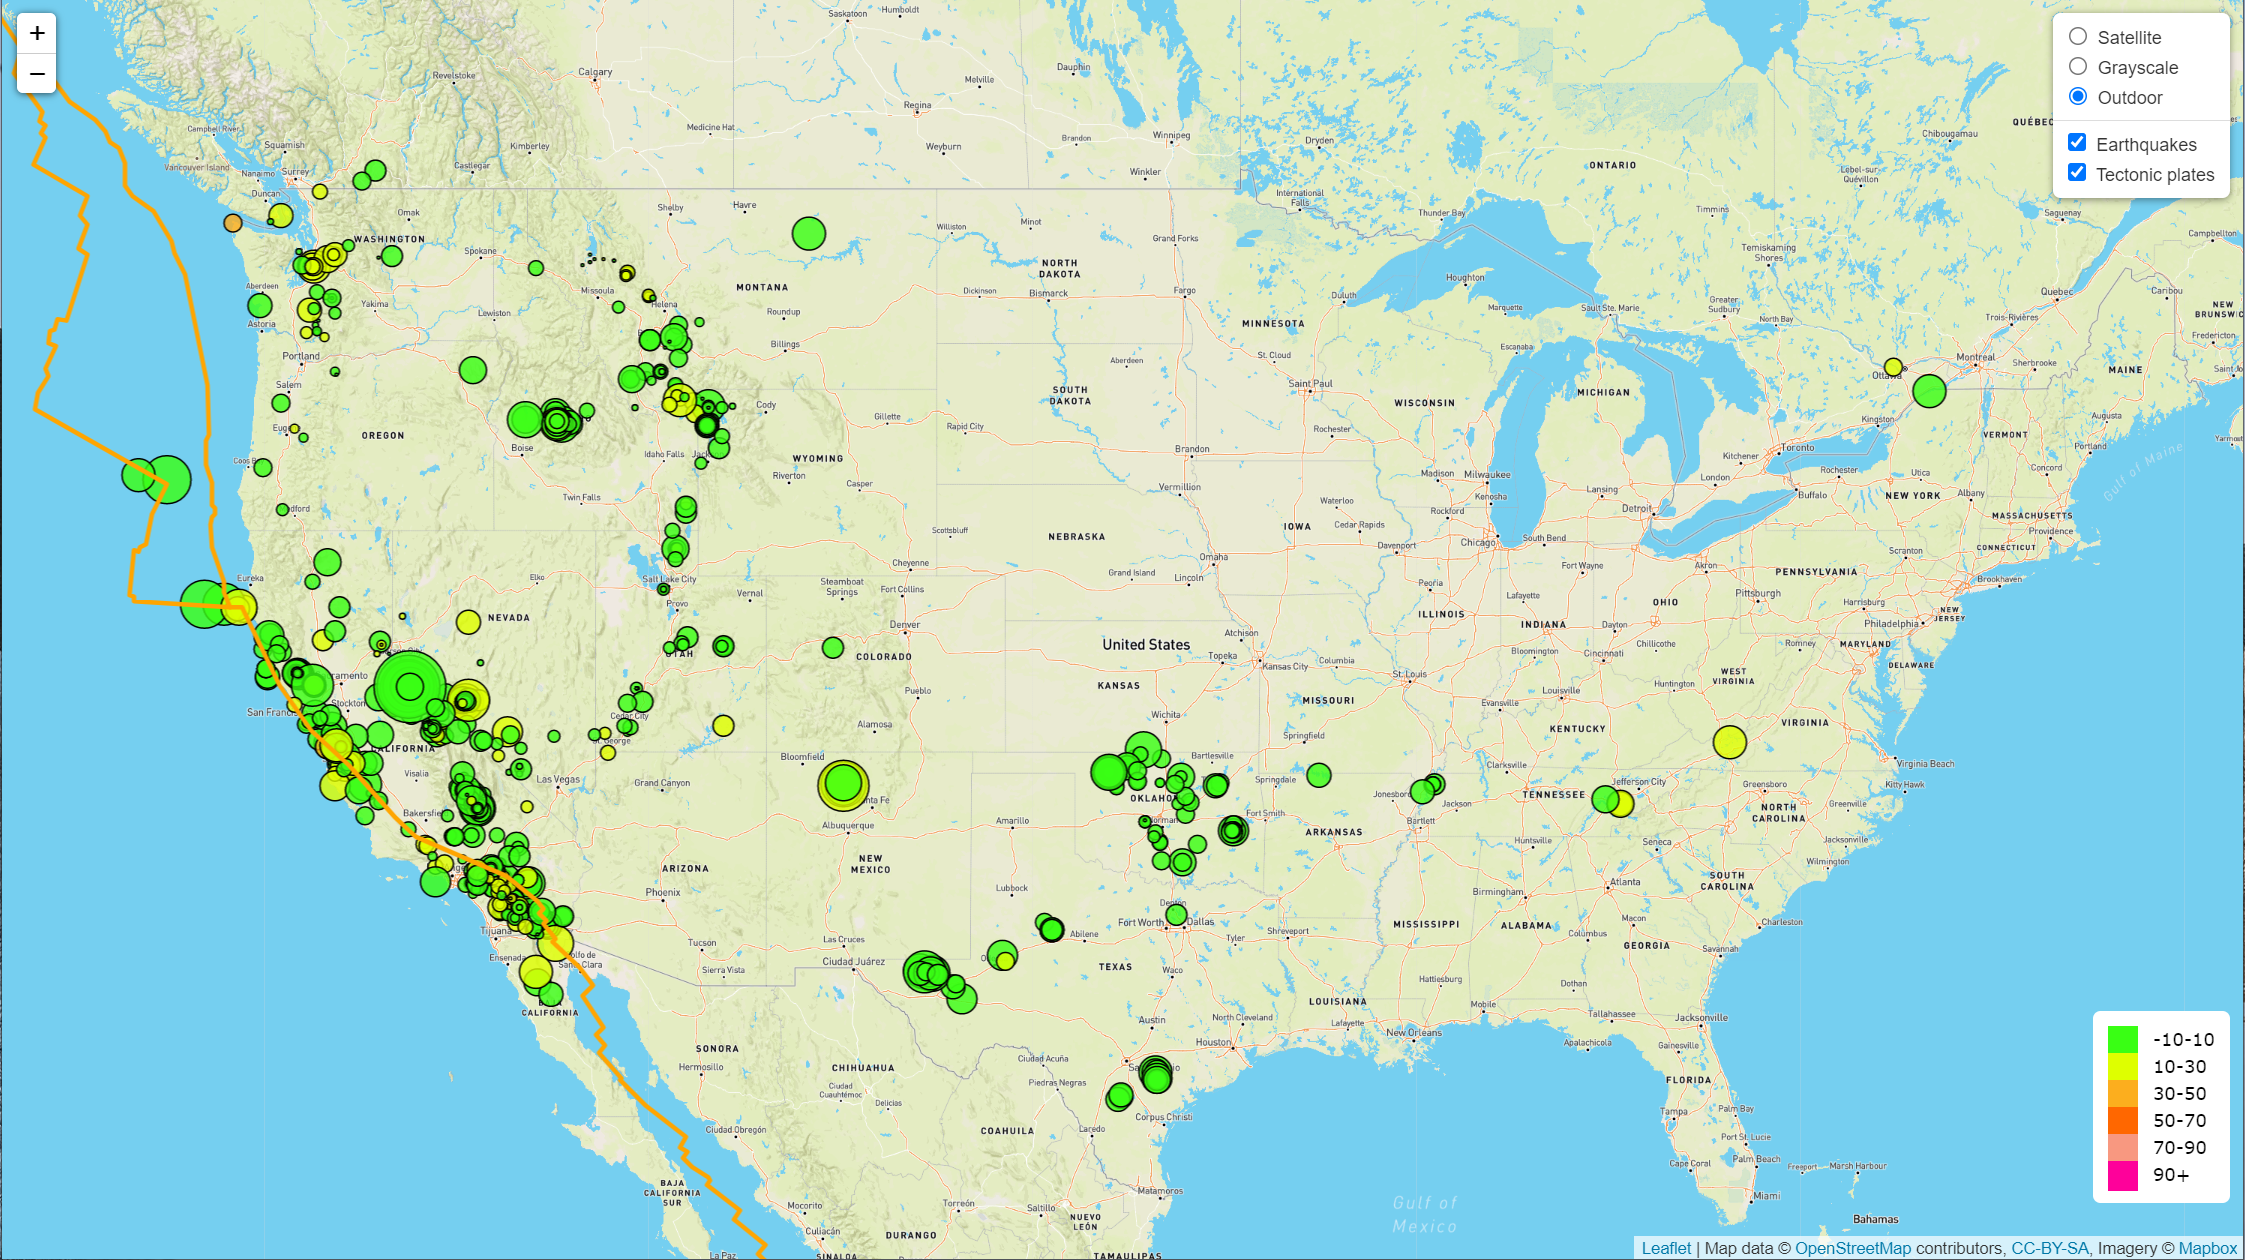 +
−
Satellite
Grayscale
Outdoor
Earthquakes
Tectonic plates
Saskatoon
Humboldt
Dauphin
Revelstoke
Calgary
Melville
Regina
Campbell River
Medicine Hat
Brandon
Winnipeg
Dryden
Chibougamau
QUÉBEC
Squamish
Kimberley
Weyburn
Vancouver Island
Nanaimo
Surrey
Castlegar
Winkler
ONTARIO
Lebel-sur-
Quévillon
Duncan
Omak
Shelby
Havre
Williston
Minot
Grand Forks
International
Falls
Thunder Bay
Timmins
Saguenay
Campbellton
WASHINGTON
Spokane
Temiskaming
Shores
NORTH
DAKOTA
Houghton
Aberdeen
Yakima
Missoula
Helena
MONTANA
Dickinson
Bismarck
Fargo
Duluth
Marquette
Sault Ste. Marie
Greater
Sudbury
North Bay
Quebec
Caribou
NEW
BRUNSWIC
Fredericton
Astoria
Lewiston
Roundup
MINNESOTA
Trois-Rivières
Portland
Billings
Aberdeen
St. Cloud
Escanaba
Montreal
Sherbrooke
MAINE
Saint Jo
Ottawa
Salem
SOUTH
DAKOTA
Saint Paul
WISCONSIN
MICHIGAN
Cody
Gillette
Rapid City
Rochester
Kingston
Augusta
Yarmout
OREGON
Boise
Idaho Falls
WYOMING
Brandon
Toronto
VERMONT
Portland
Gulf of Maine
Kitchener
Coos B
Riverton
Casper
Vermillion
Madison
Milwaukee
Kenosha
Lansing
London
Rochester
Utica
Concord
Twin Falls
Waterloo
Rockford
Buffalo
NEW YORK
Albany
Detroit
MASSACHUSETTS
Providence
Scottsbluff
IOWA
Cedar Rapids
NEBRASKA
Davenport
Chicago
South Bend
Scranton
CONNECTICUT
Omaha
Eureka
Elko
Salt Lake City
Cheyenne
Steamboat
Springs
Fort Collins
Grand Island
Lincoln
Peoria
Fort Wayne
Akron
PENNSYLVANIA
Brookhaven
Provo
Vernal
Lafayette
Pittsburgh
OHIO
Harrisburg
NEW
JERSEY
NEVADA
Denver
ILLINOIS
INDIANA
Dayton
Philadelphia
Atchison
Topeka
Kansas City
Columbia
Bloomington
Cincinnati
Chillicothe
Romney
MARYLAND
DELAWARE
United States
UTAH
COLORADO
KANSAS
St. Louis
WEST
VIRGINIA
Huntington
Pueblo
MISSOURI
Evansville
Louisville
Stockton
San Franc
Cedar City
St. George
Alamosa
Wichita
Springfield
KENTUCKY
VIRGINIA
CALIFORNIA
Bloomfield
Bartlesville
Virginia Beach
Clarksville
Visalia
Las Vegas
Grand Canyon
Springdale
Jefferson City
Greensboro
Kitty Hawk
Jonesboro
Jackson
TENNESSEE
NORTH
CAROLINA
Greenville
Bakersfie
Amarillo
Albuquerque
Fort Smith
Bartlett
ARKANSAS
Huntsville
Seneca
Jacksonville
Wilmington
ARIZONA
NEW
MEXICO
Phoenix
Lubbock
Birmingham
Atlanta
SOUTH
CAROLINA
Tijuana
Denton
Fort Worth
Dallas
Abilene
Tyler
Shreveport
MISSISSIPPI
ALABAMA
Macon
Columbus
GEORGIA
Charleston
Savannah
Tucson
Las Cruces
Ciudad Juárez
Ensenada
Sierra Vista
TEXAS
Waco
Hattiesburg
Dothan
BAJA
CALIFORNIA
LOUISIANA
Mobile
Tallahassee
Jacksonville
Austin
North Cleveland
Lafayette
New Orleans
Houston
Apalachicola
Gainesville
SONORA
Hermosillo
CHIHUAHUA
Ciudad Acuña
Ciudad
Cuauhtémoc
Delicias
Piedras Negras
FLORIDA
Tampa
Palm Bay
Corpus Christi
Ciudad Obregón
COAHUILA
Laredo
Port St. Lucie
Cape Coral
Palm Beach
Freeport
Marsh Harbour
BAJA
CALIFORNIA
SUR
Matamoros
Miami
Mocorito
Torreón
Saltillo
NUEVO
LEÓN
Gulf of
Mexico
Bahamas
Culiacán
DURANGO
La Paz
SINALOA
TAMAULIPAS
-10-10
10-30
30-50
50-70
70-90
90+
Leaflet | Map data © OpenStreetMap contributors, CC-BY-SA, Imagery © Mapbox